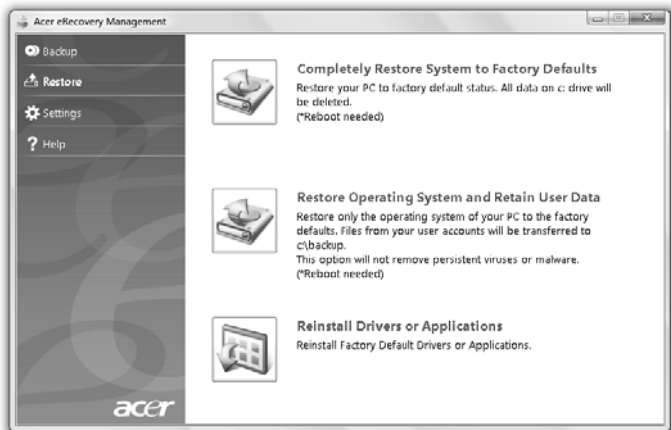 Acer eRecovery Management
Backup
Restore
Settings
Help
Completely Restore System to Factory Defaults
Restore your PC to factory default status. All data on c: drive will
be deleted.
(*Reboot needed)
Restore Operating System and Retain User Data
Restore only the operating system of your PC to the factory
defaults. Files from your user accounts will be transferred to
c:\backup.
This option will not remove persistent viruses or malware.
(*Reboot needed)
Reinstall Drivers or Applications
Reinstall Factory Default Drivers or Applications.
acer